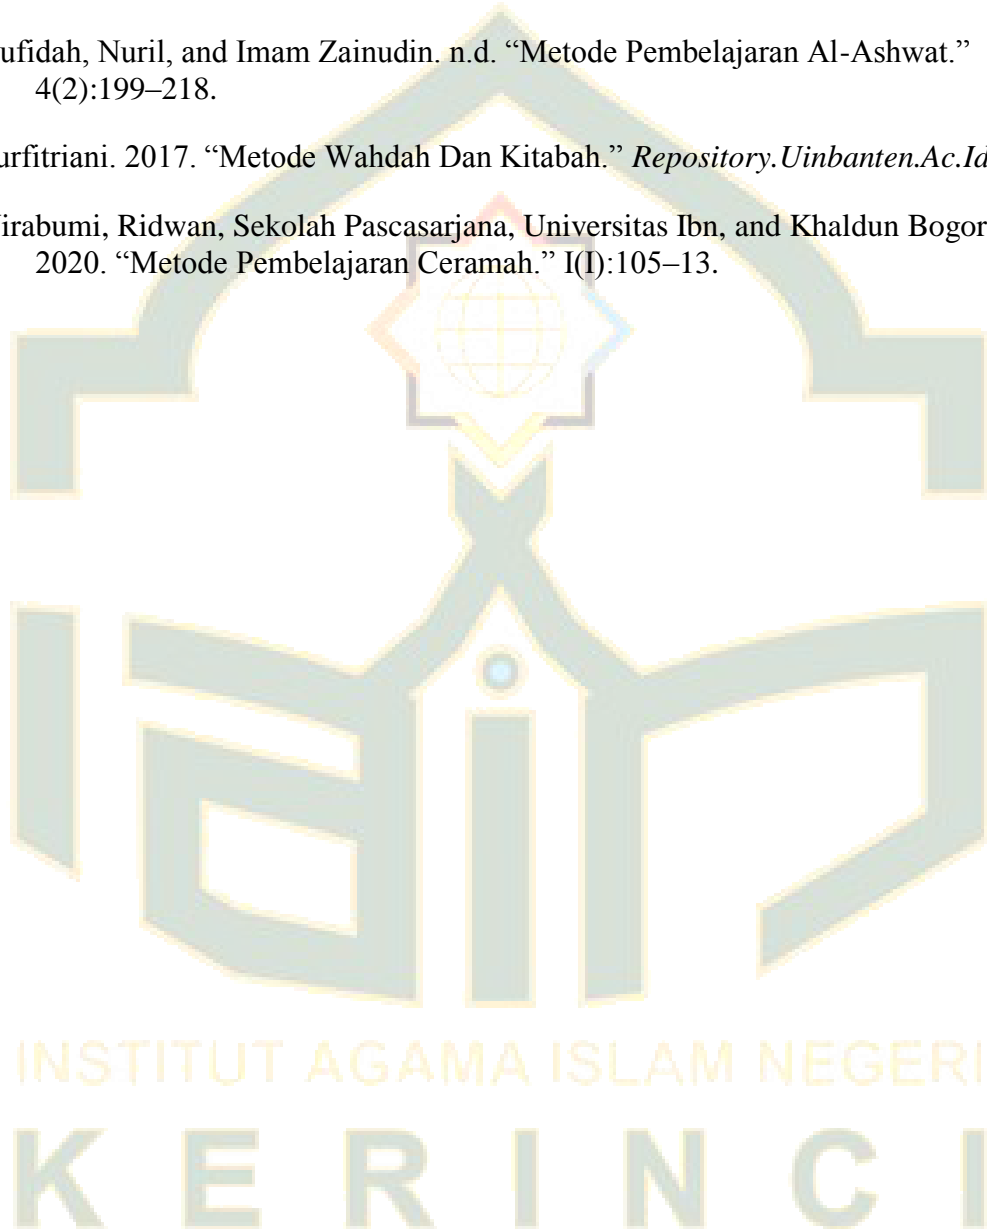 ufidah, Nuril, and Imam Zainudin. n.d. “Metode Pembelajaran Al-Ashwat.”
4(2):199–218.
urfitriani. 2017. “Metode Wahdah Dan Kitabah.” Repository.Uinbanten.Ac.Id
irabumi, Ridwan, Sekolah Pascasarjana, Universitas Ibn, and Khaldun Bogor
2020. “Metode Pembelajaran Ceramah.” I(I):105–13.
iain
INSTITUT AGAMA ISLAM NEGERI
KERINCI